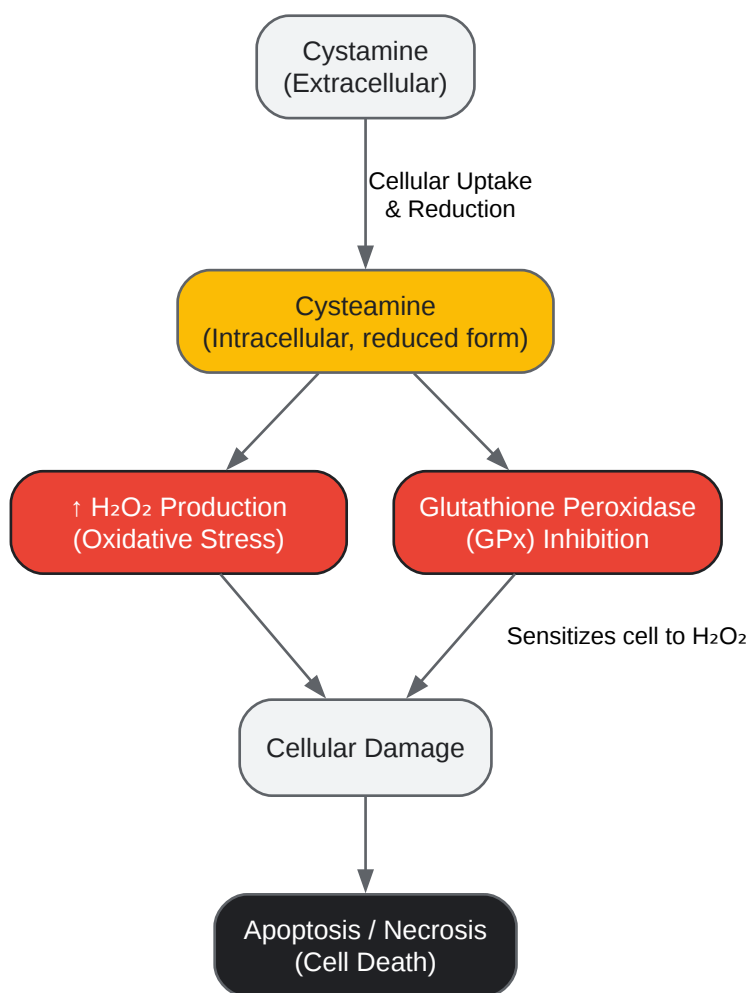 Cystamine
(Extracellular)
Cellular Uptake
& Reduction
Cysteamine
(Intracellular, reduced form)
↑ H₂O₂ Production
(Oxidative Stress)
Glutathione Peroxidase
(GPx) Inhibition
Sensitizes cell to H₂O₂
Cellular Damage
Apoptosis / Necrosis
(Cell Death)